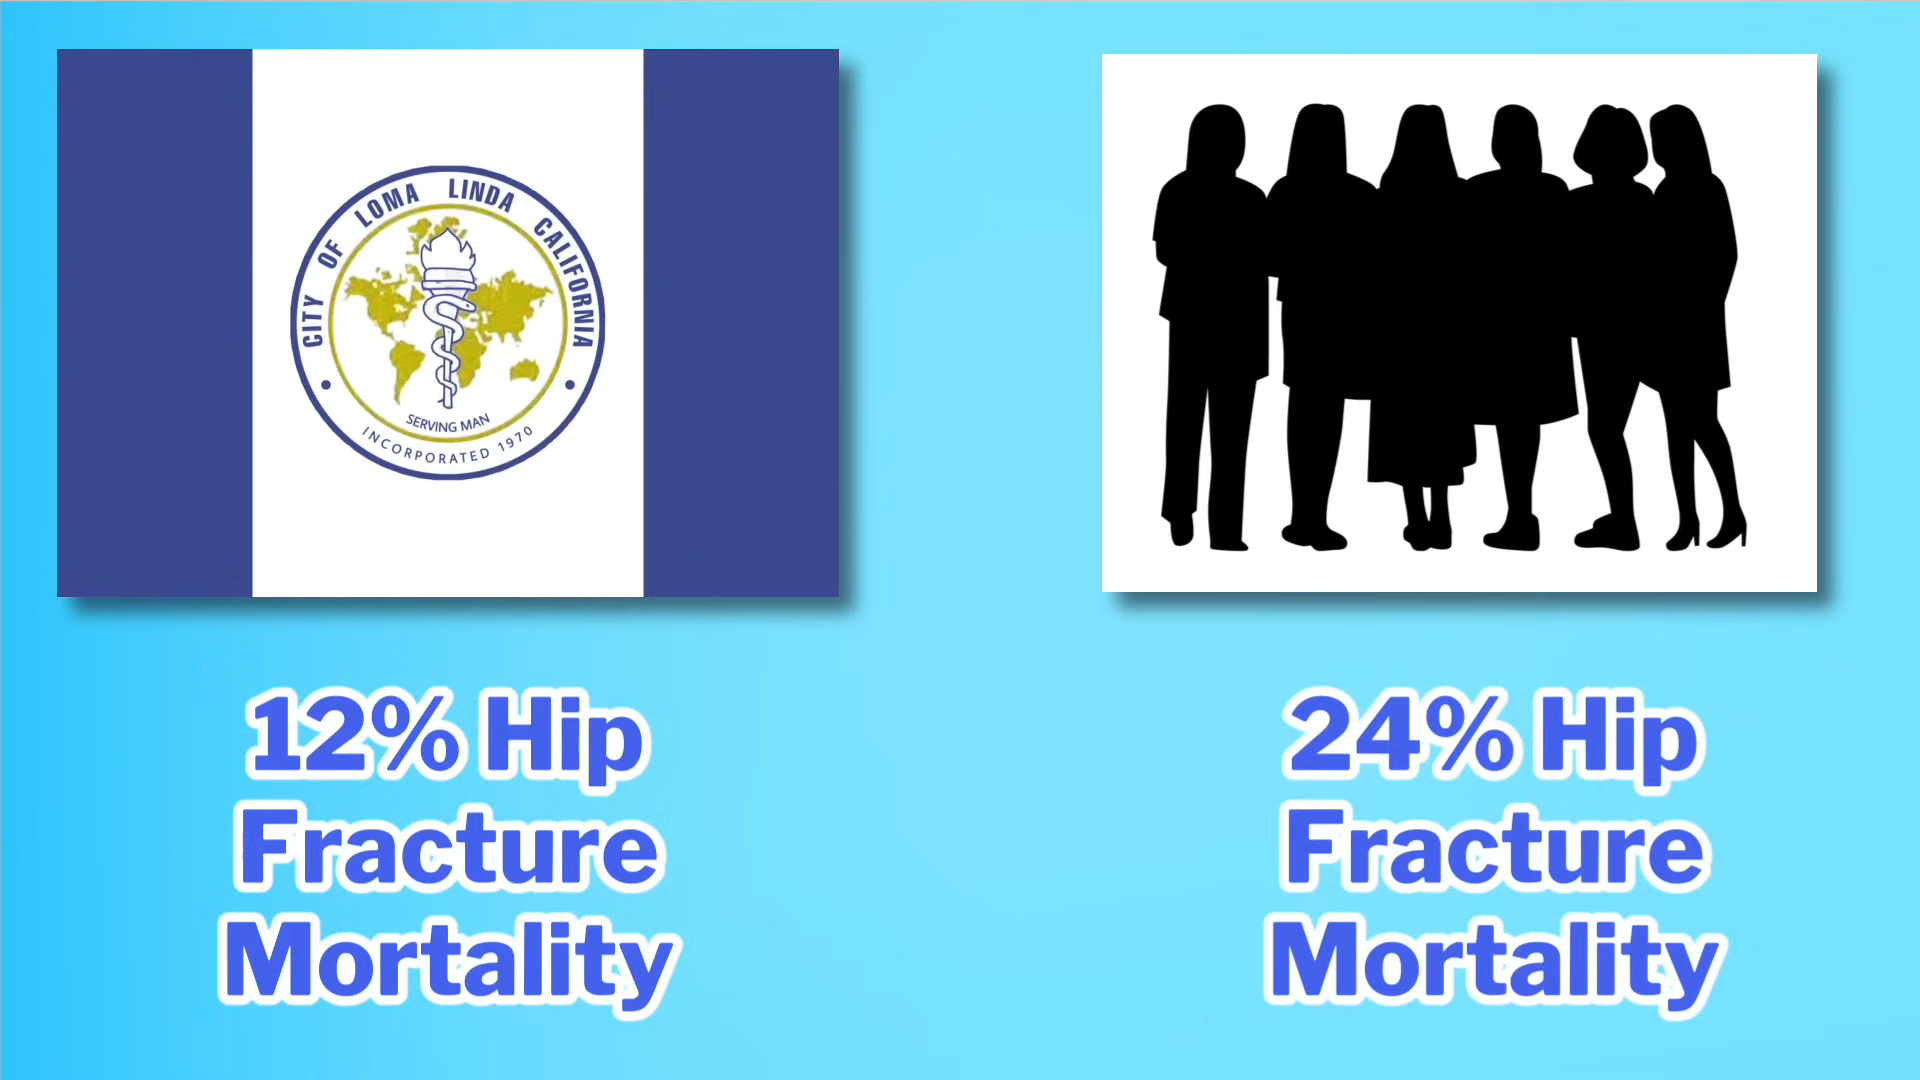 CITY OF LOMA LINDA CALIFORNIA
SERVING MAN
INCORPORATED 1970
12% Hip
Fracture
Mortality
24% Hip
Fracture
Mortality